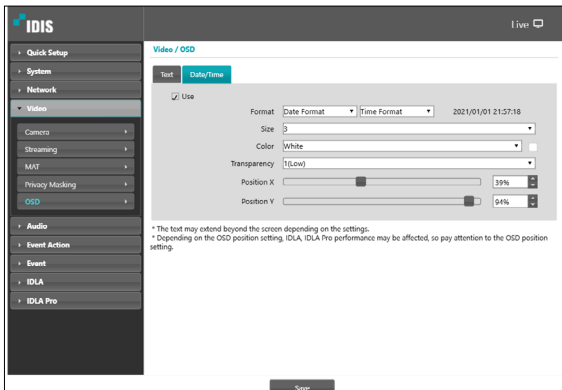 IDIS
Live
Quick Setup
System
Network
Video
Camera
Streaming
MAT
Privacy Masking
OSD
Audio
Event Action
Event
IDLA
IDLA Pro
Video / OSD
Text Date/Time
Use
Format Date Format Time Format 2021/01/01 21:57:18
Size 3
Color White
Transparency 1(Low)
Position X 39%
Position Y 94%
* The text may extend beyond the screen depending on the settings.
* Depending on the OSD position setting, IDLA, IDLA Pro performance may be affected, so pay attention to the OSD position
setting.
Save